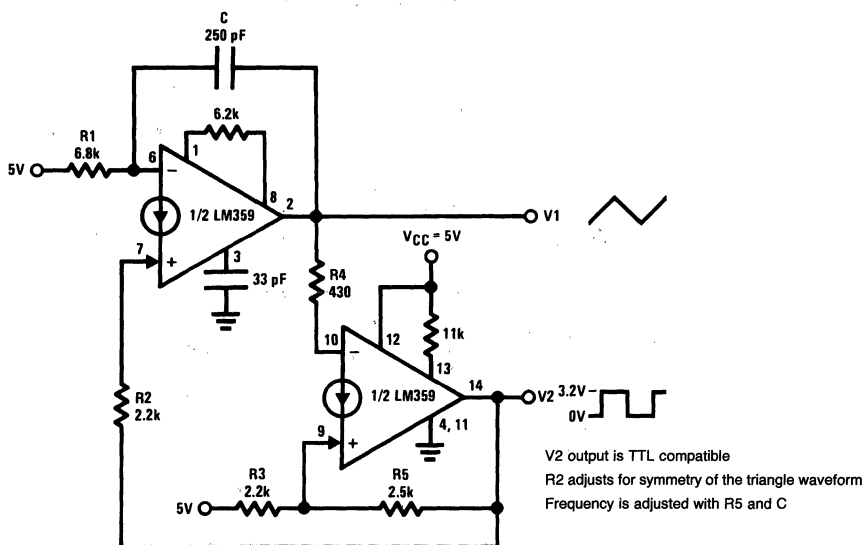 C
250 pF
6.2k
R1
6.8k
5V
6
1
−
8
1/2 LM359
2
V1
7
+
3
33 pF
VCC = 5V
R4
430
10
12
11k
−
13
R2
2.2k
1/2 LM359
14
V2
3.2V
0V
9
+
4, 11
R3
2.2k
R5
2.5k
5V
V2 output is TTL compatible
R2 adjusts for symmetry of the triangle waveform
Frequency is adjusted with R5 and C